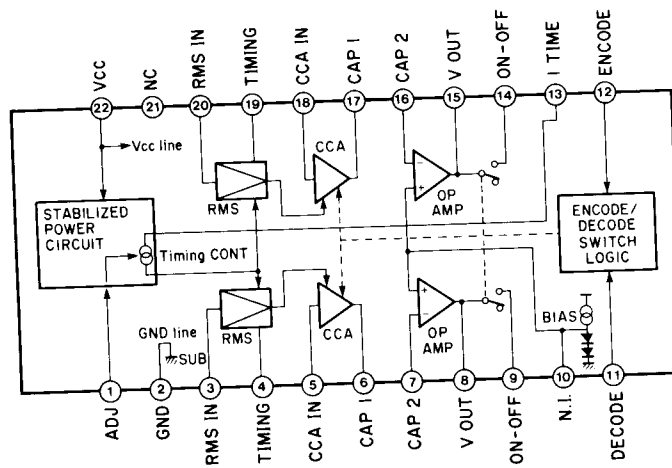 VCC
NC
RMS IN
TIMING
CCA IN
CAP 1
CAP 2
V OUT
ON-OFF
I TIME
ENCODE
22
21
20
19
18
17
16
15
14
13
12
Vcc line
CCA
STABILIZED
POWER
CIRCUIT
RMS
OP
AMP
ENCODE/
DECODE
SWITCH
LOGIC
Timing CONT
GND line
SUB
RMS
CCA
OP
AMP
BIAS
1
2
3
4
5
6
7
8
9
10
11
ADJ
GND
RMS IN
TIMING
CCA IN
CAP 1
CAP 2
V OUT
ON-OFF
N.I.
DECODE